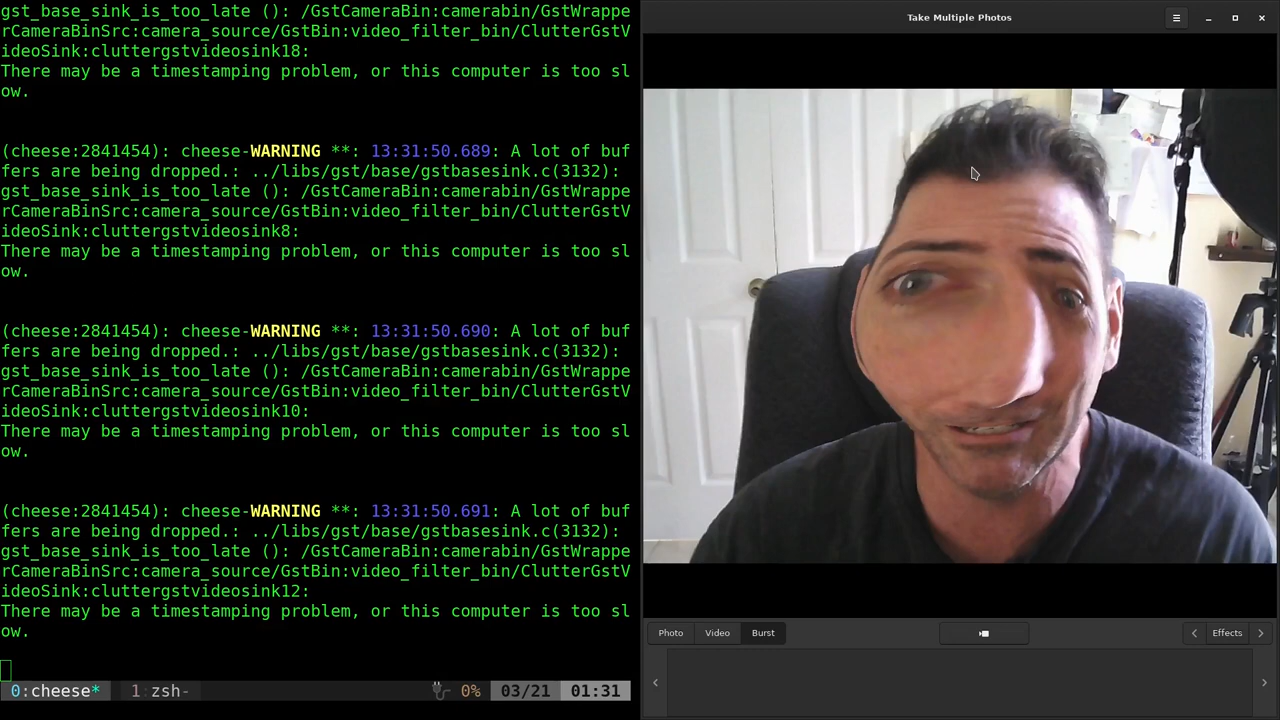 gst_base_sink_is_too_late (): /GstCameraBin:camerabin/GstWrappe
rCameraBinSrc:camera_source/GstBin:video_filter_bin/ClutterGstV
ideoSink:cluttergstvideosink18:
There may be a timestamping problem, or this computer is too sl
ow.
(cheese:2841454): cheese-WARNING **: 13:31:50.689: A lot of buf
fers are being dropped.: ../libs/gst/base/gstbasesink.c(3132):
gst_base_sink_is_too_late (): /GstCameraBin:camerabin/GstWrappe
rCameraBinSrc:camera_source/GstBin:video_filter_bin/ClutterGstV
ideoSink:cluttergstvideosink8:
There may be a timestamping problem, or this computer is too sl
ow.
(cheese:2841454): cheese-WARNING **: 13:31:50.690: A lot of buf
fers are being dropped.: ../libs/gst/base/gstbasesink.c(3132):
gst_base_sink_is_too_late (): /GstCameraBin:camerabin/GstWrappe
rCameraBinSrc:camera_source/GstBin:video_filter_bin/ClutterGstV
ideoSink:cluttergstvideosink10:
There may be a timestamping problem, or this computer is too sl
ow.
(cheese:2841454): cheese-WARNING **: 13:31:50.691: A lot of buf
fers are being dropped.: ../libs/gst/base/gstbasesink.c(3132):
gst_base_sink_is_too_late (): /GstCameraBin:camerabin/GstWrappe
rCameraBinSrc:camera_source/GstBin:video_filter_bin/ClutterGstV
ideoSink:cluttergstvideosink12:
There may be a timestamping problem, or this computer is too sl
ow.
0:cheese* 1:zsh- 0% 03/21 01:31
Take Multiple Photos
Photo Video Burst Effects